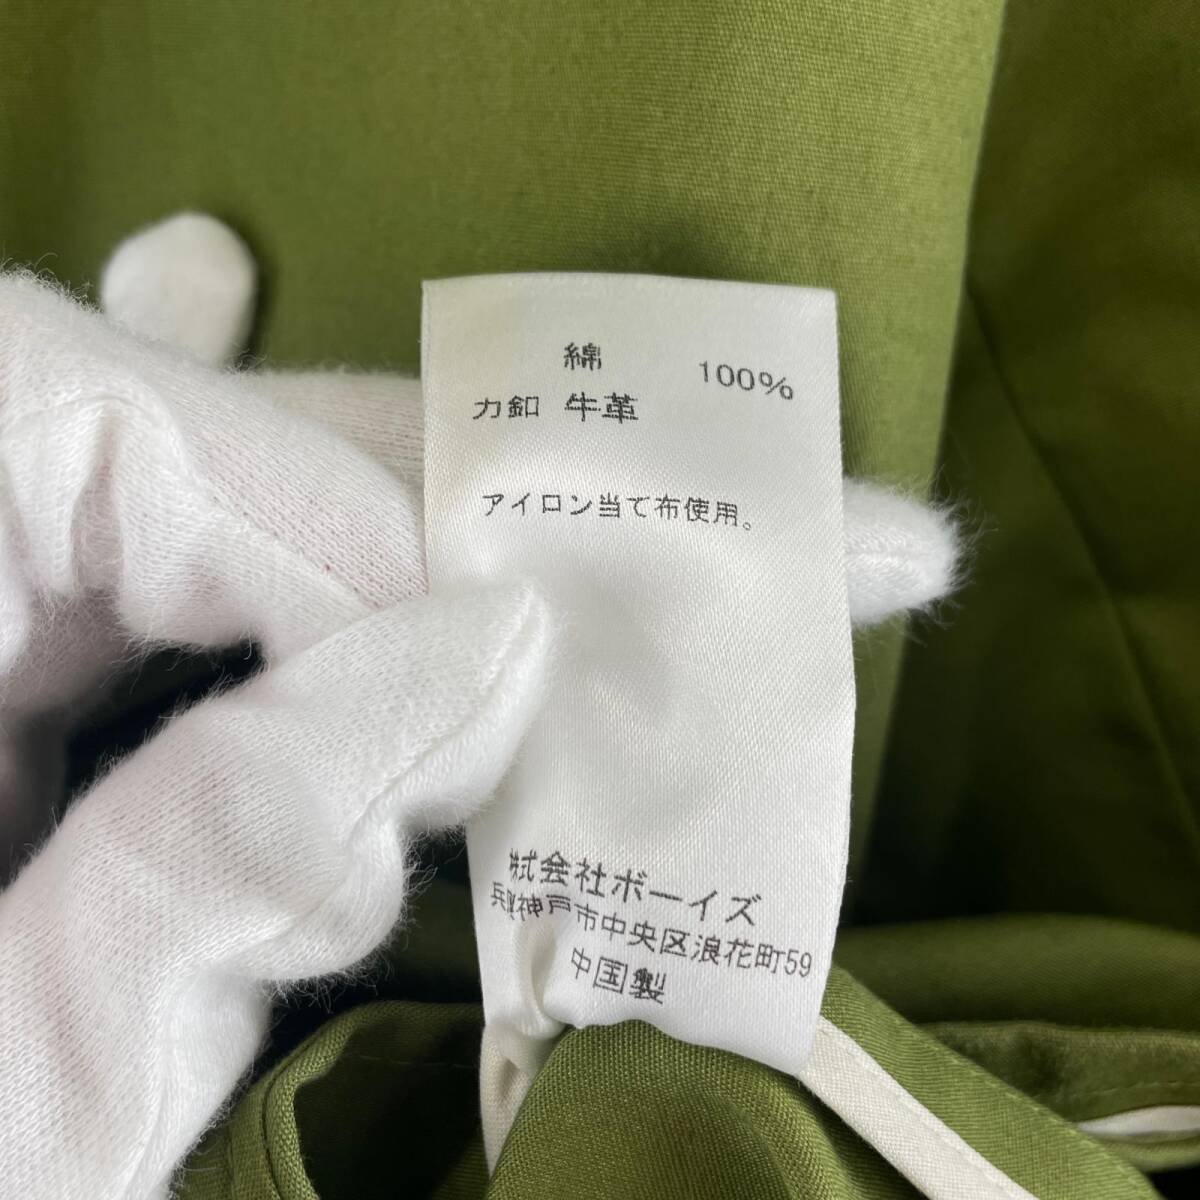 綿 100%
力釦 牛革
アイロン当て布使用。
株式会社ボーイズ
兵庫県神戸市中央区浪花町59
中国製